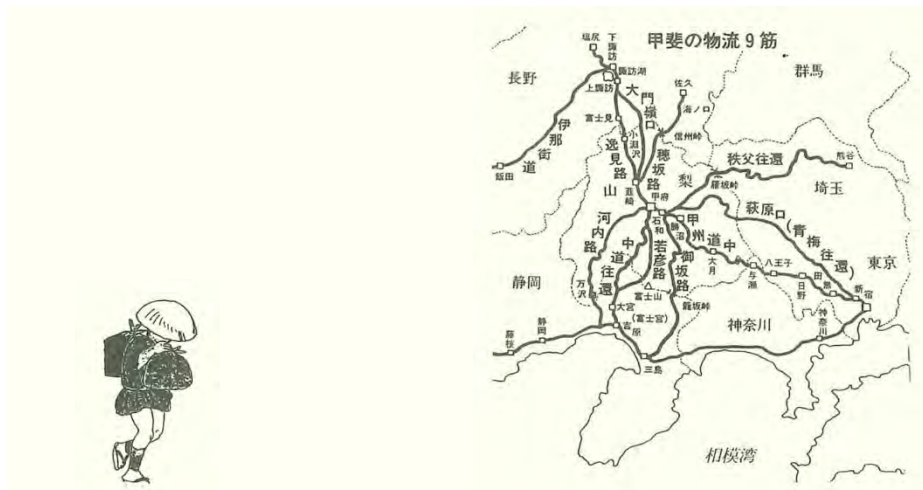 甲斐の物流9筋
塩尻
下諏訪
諏訪湖
上諏訪
長野
群馬
佐久
海ノ口
大門嶺口
富士見
小淵沢
信州峠
伊那街道
飯田
逸見路
穂坂路
秩父往還
熊谷
雁坂峠
埼玉
山梨
韮崎
甲府
石和
勝沼
萩原口(青梅往還)
河内路
中道往還
若彦路
御坂路
甲州道中
大月
与瀬
八王子
日野
新宿
東京
静岡
万沢
富士山
籠坂峠
大宮
(富士宮)
吉原
神奈川
神奈川
藤枝
静岡
三島
相模湾